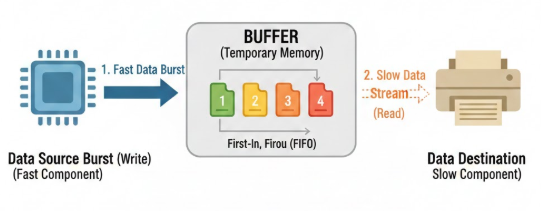 BUFFER
(Temporary Memory)
1. Fast Data Burst
1
2
3
4
First-In, Firou (FIFO)
2. Slow Data
Stream
(Read)
Data Source Burst (Write)
(Fast Component)
Data Destination
Slow Component)